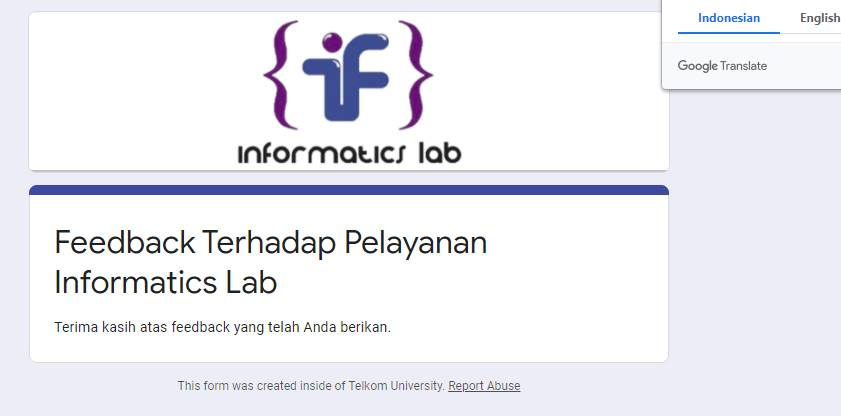 Indonesian English
Google Translate
{if}
informatics lab
Feedback Terhadap Pelayanan
Informatics Lab
Terima kasih atas feedback yang telah Anda berikan.
This form was created inside of Telkom University. Report Abuse